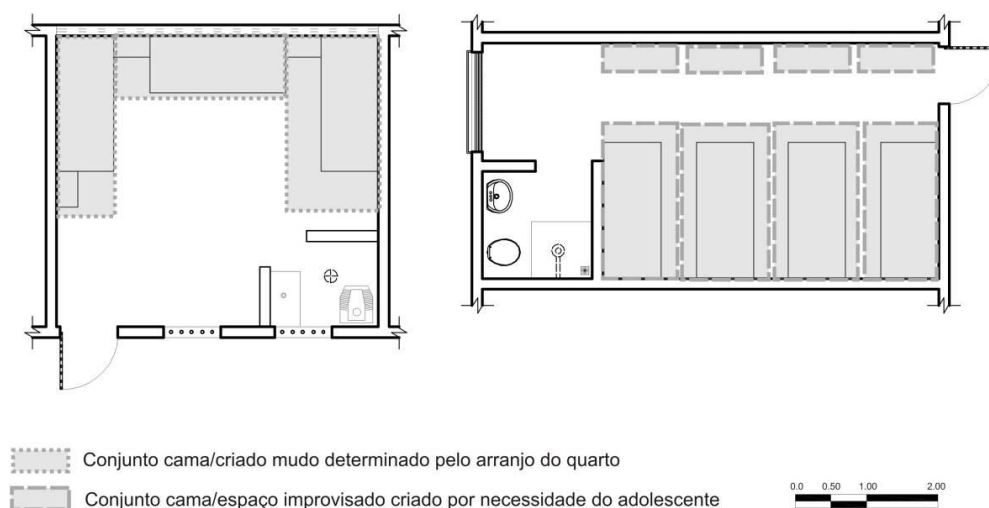 Conjunto cama/criado mudo determinado pelo arranjo do quarto
Conjunto cama/espaço improvisado criado por necessidade do adolescente
0.0 0.50 1.00 2.00